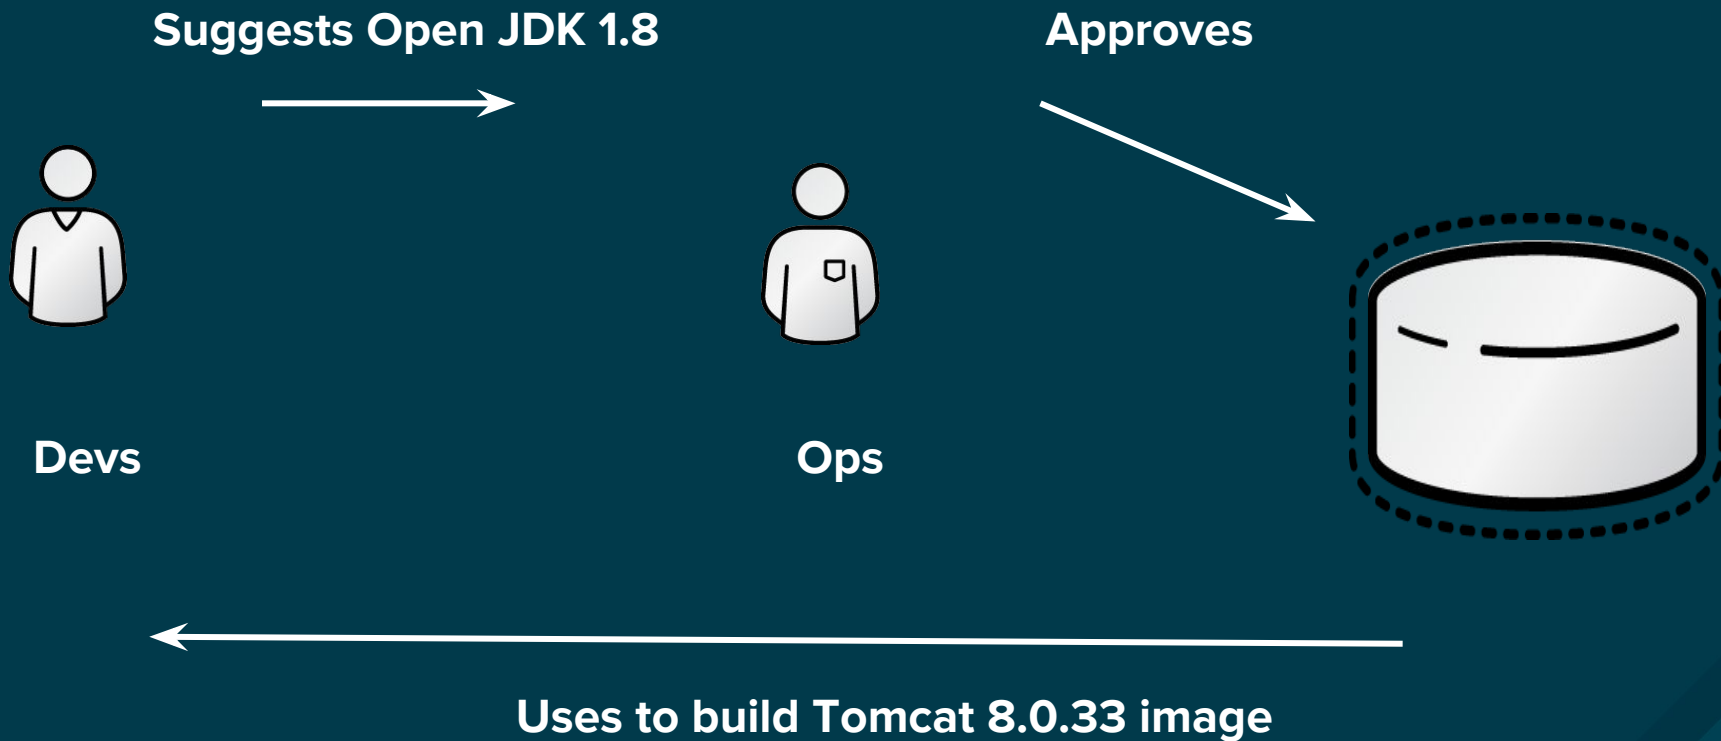 Suggests Open JDK 1.8
Approves
Devs
Ops
Uses to build Tomcat 8.0.33 image